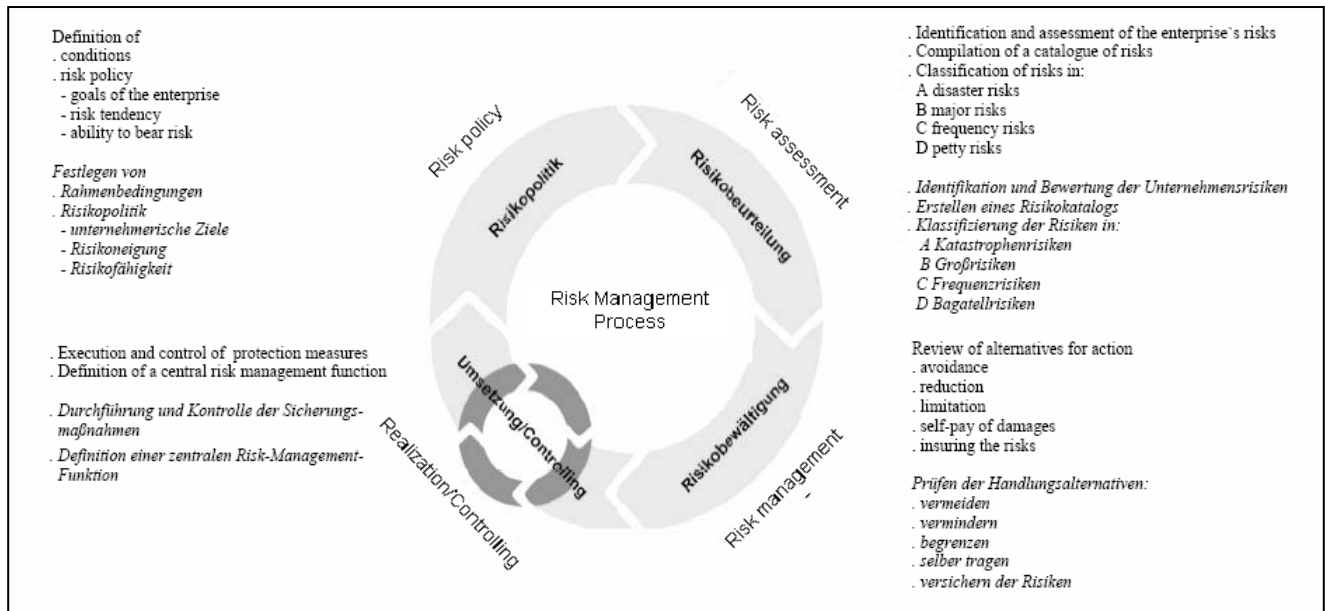 Definition of
. conditions
. risk policy
- goals of the enterprise
- risk tendency
- ability to bear risk
Festlegen von
. Rahmenbedingungen
. Risikopolitik
- unternehmerische Ziele
- Risikoneigung
- Risikofähigkeit
. Execution and control of protection measures
. Definition of a central risk management function
. Durchführung und Kontrolle der Sicherungs-
maßnahmen
. Definition einer zentralen Risk-Management-
Funktion
Risk policy
Risikopolitik
Risk assessment
Risikobeurteilung
Risk Management
Process
Umsetzung/Controlling
Realization/Controlling
Risikobewältigung
Risk management
-
. Identification and assessment of the enterprise`s risks
. Compilation of a catalogue of risks
. Classification of risks in:
A disaster risks
B major risks
C frequency risks
D petty risks
. Identifikation und Bewertung der Unternehmensrisiken
. Erstellen eines Risikokatalogs
. Klassifizierung der Risiken in:
A Katastrophenrisiken
B Großrisiken
C Frequenzrisiken
D Bagatellrisiken
Review of alternatives for action
. avoidance
. reduction
. limitation
. self-pay of damages
. insuring the risks
Prüfen der Handlungsalternativen:
. vermeiden
. vermindern
. begrenzen
. selber tragen
. versichern der Risiken